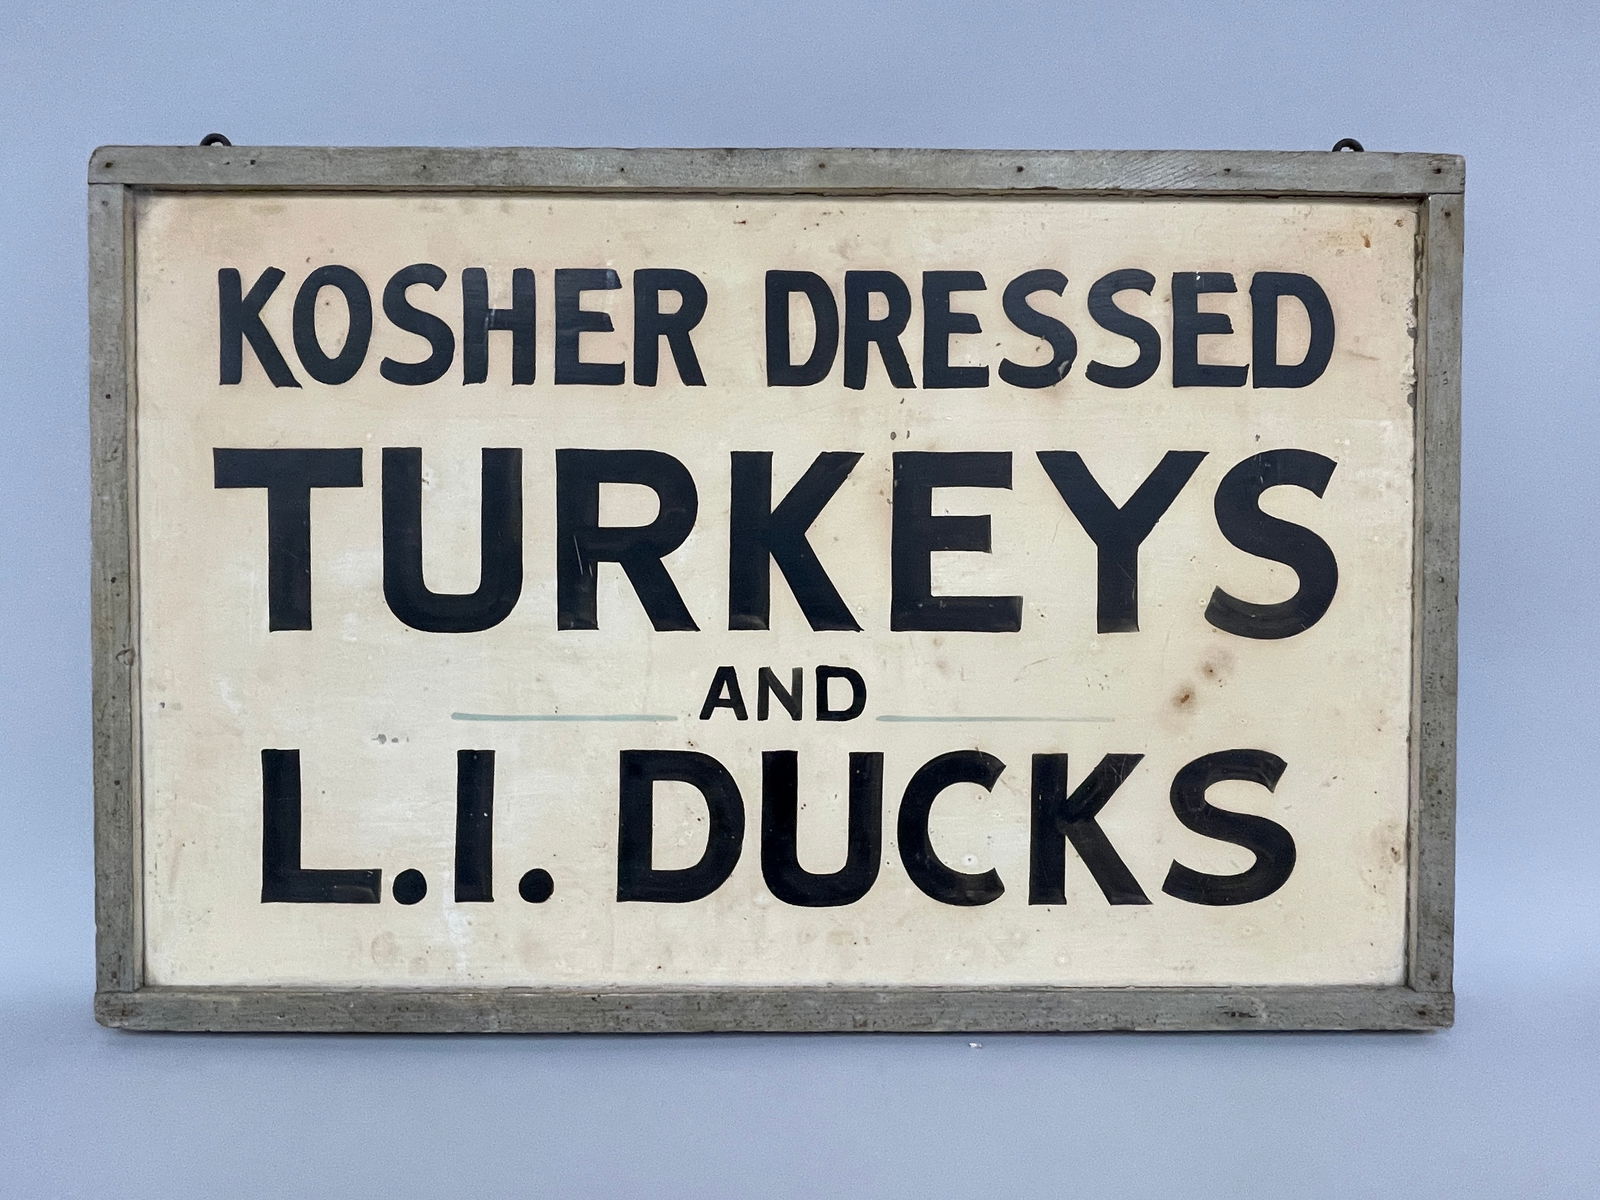 KOSHER DRESSED
TURKEYS
AND
L.I. DUCKS